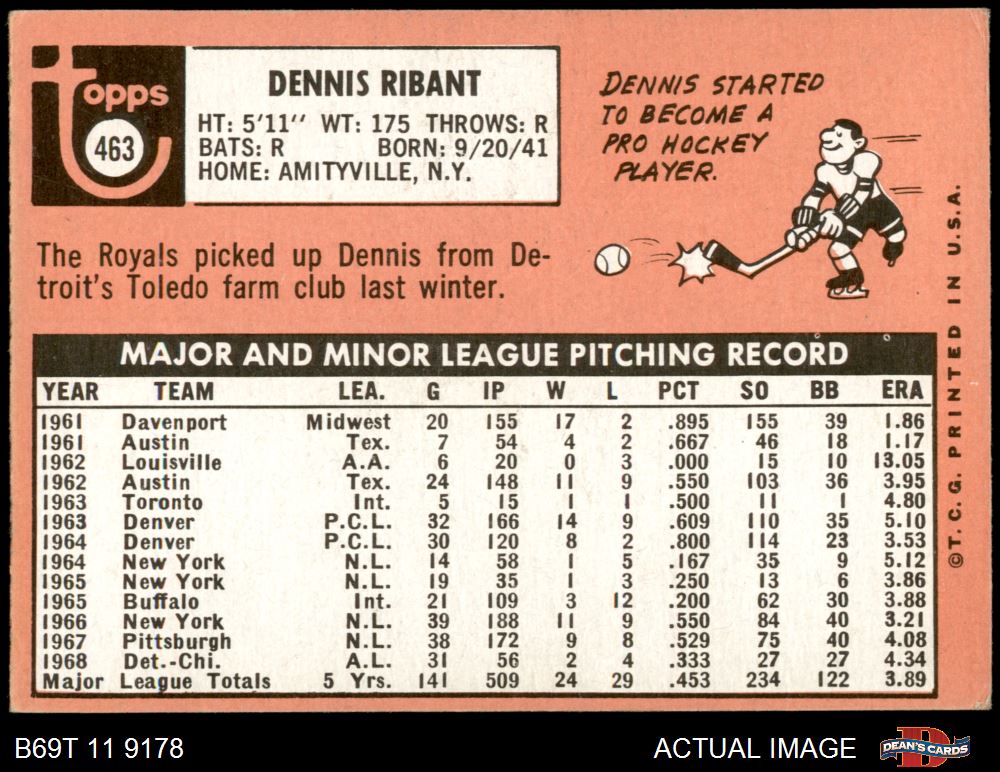 Topps
463
DENNIS RIBANT
HT: 5'11" WT: 175 THROWS: R
BATS: R BORN: 9/20/41
HOME: AMITYVILLE, N.Y.
DENNIS STARTED
TO BECOME A
PRO HOCKEY
PLAYER.
The Royals picked up Dennis from De-
troit's Toledo farm club last winter.
MAJOR AND MINOR LEAGUE PITCHING RECORD
YEAR TEAM LEA. G IP W L PCT SO BB ERA
1961 Davenport Midwest 20 155 17 2 .895 155 39 1.86
1961 Austin Tex. 7 54 4 2 .667 46 18 1.17
1962 Louisville A.A. 6 20 0 3 .000 15 10 13.05
1962 Austin Tex. 24 148 11 9 .550 103 36 3.95
1963 Toronto Int. 5 15 1 1 .500 11 1 4.80
1963 Denver P.C.L. 32 166 14 9 .609 110 35 5.10
1964 Denver P.C.L. 30 120 8 2 .800 114 23 3.53
1964 New York N.L. 14 58 1 5 .167 35 9 5.12
1965 New York N.L. 19 35 1 3 .250 13 6 3.86
1965 Buffalo Int. 21 109 3 12 .200 62 30 3.88
1966 New York N.L. 39 188 11 9 .550 84 40 3.21
1967 Pittsburgh N.L. 38 172 9 8 .529 75 40 4.08
1968 Det.-Chi. A.L. 31 56 2 4 .333 27 27 4.34
Major League Totals 5 Yrs. 141 509 24 29 .453 234 122 3.89
©T. C. G. PRINTED IN U.S.A.
B69T 11 9178
ACTUAL IMAGE
DEAN'S CARDS